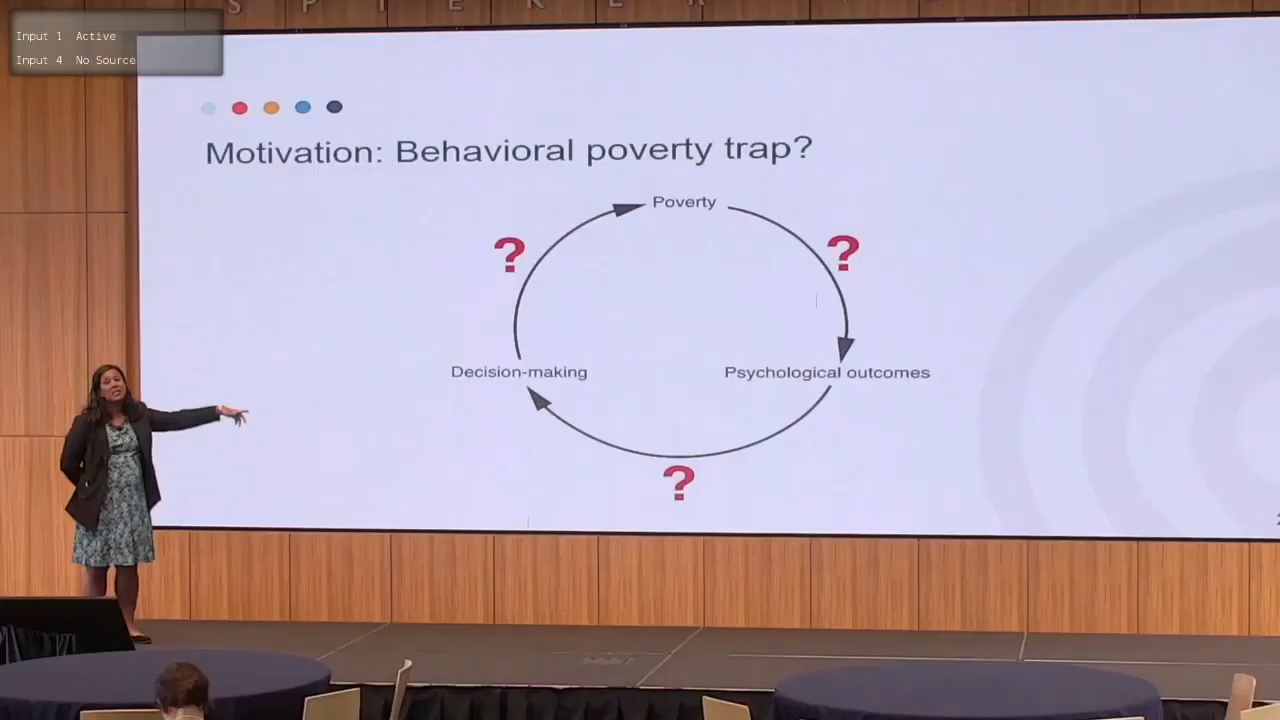 S P I E K E R
Input 1 Active
Input 4 No Source
Motivation: Behavioral poverty trap?
Poverty
?
?
Decision-making
Psychological outcomes
?